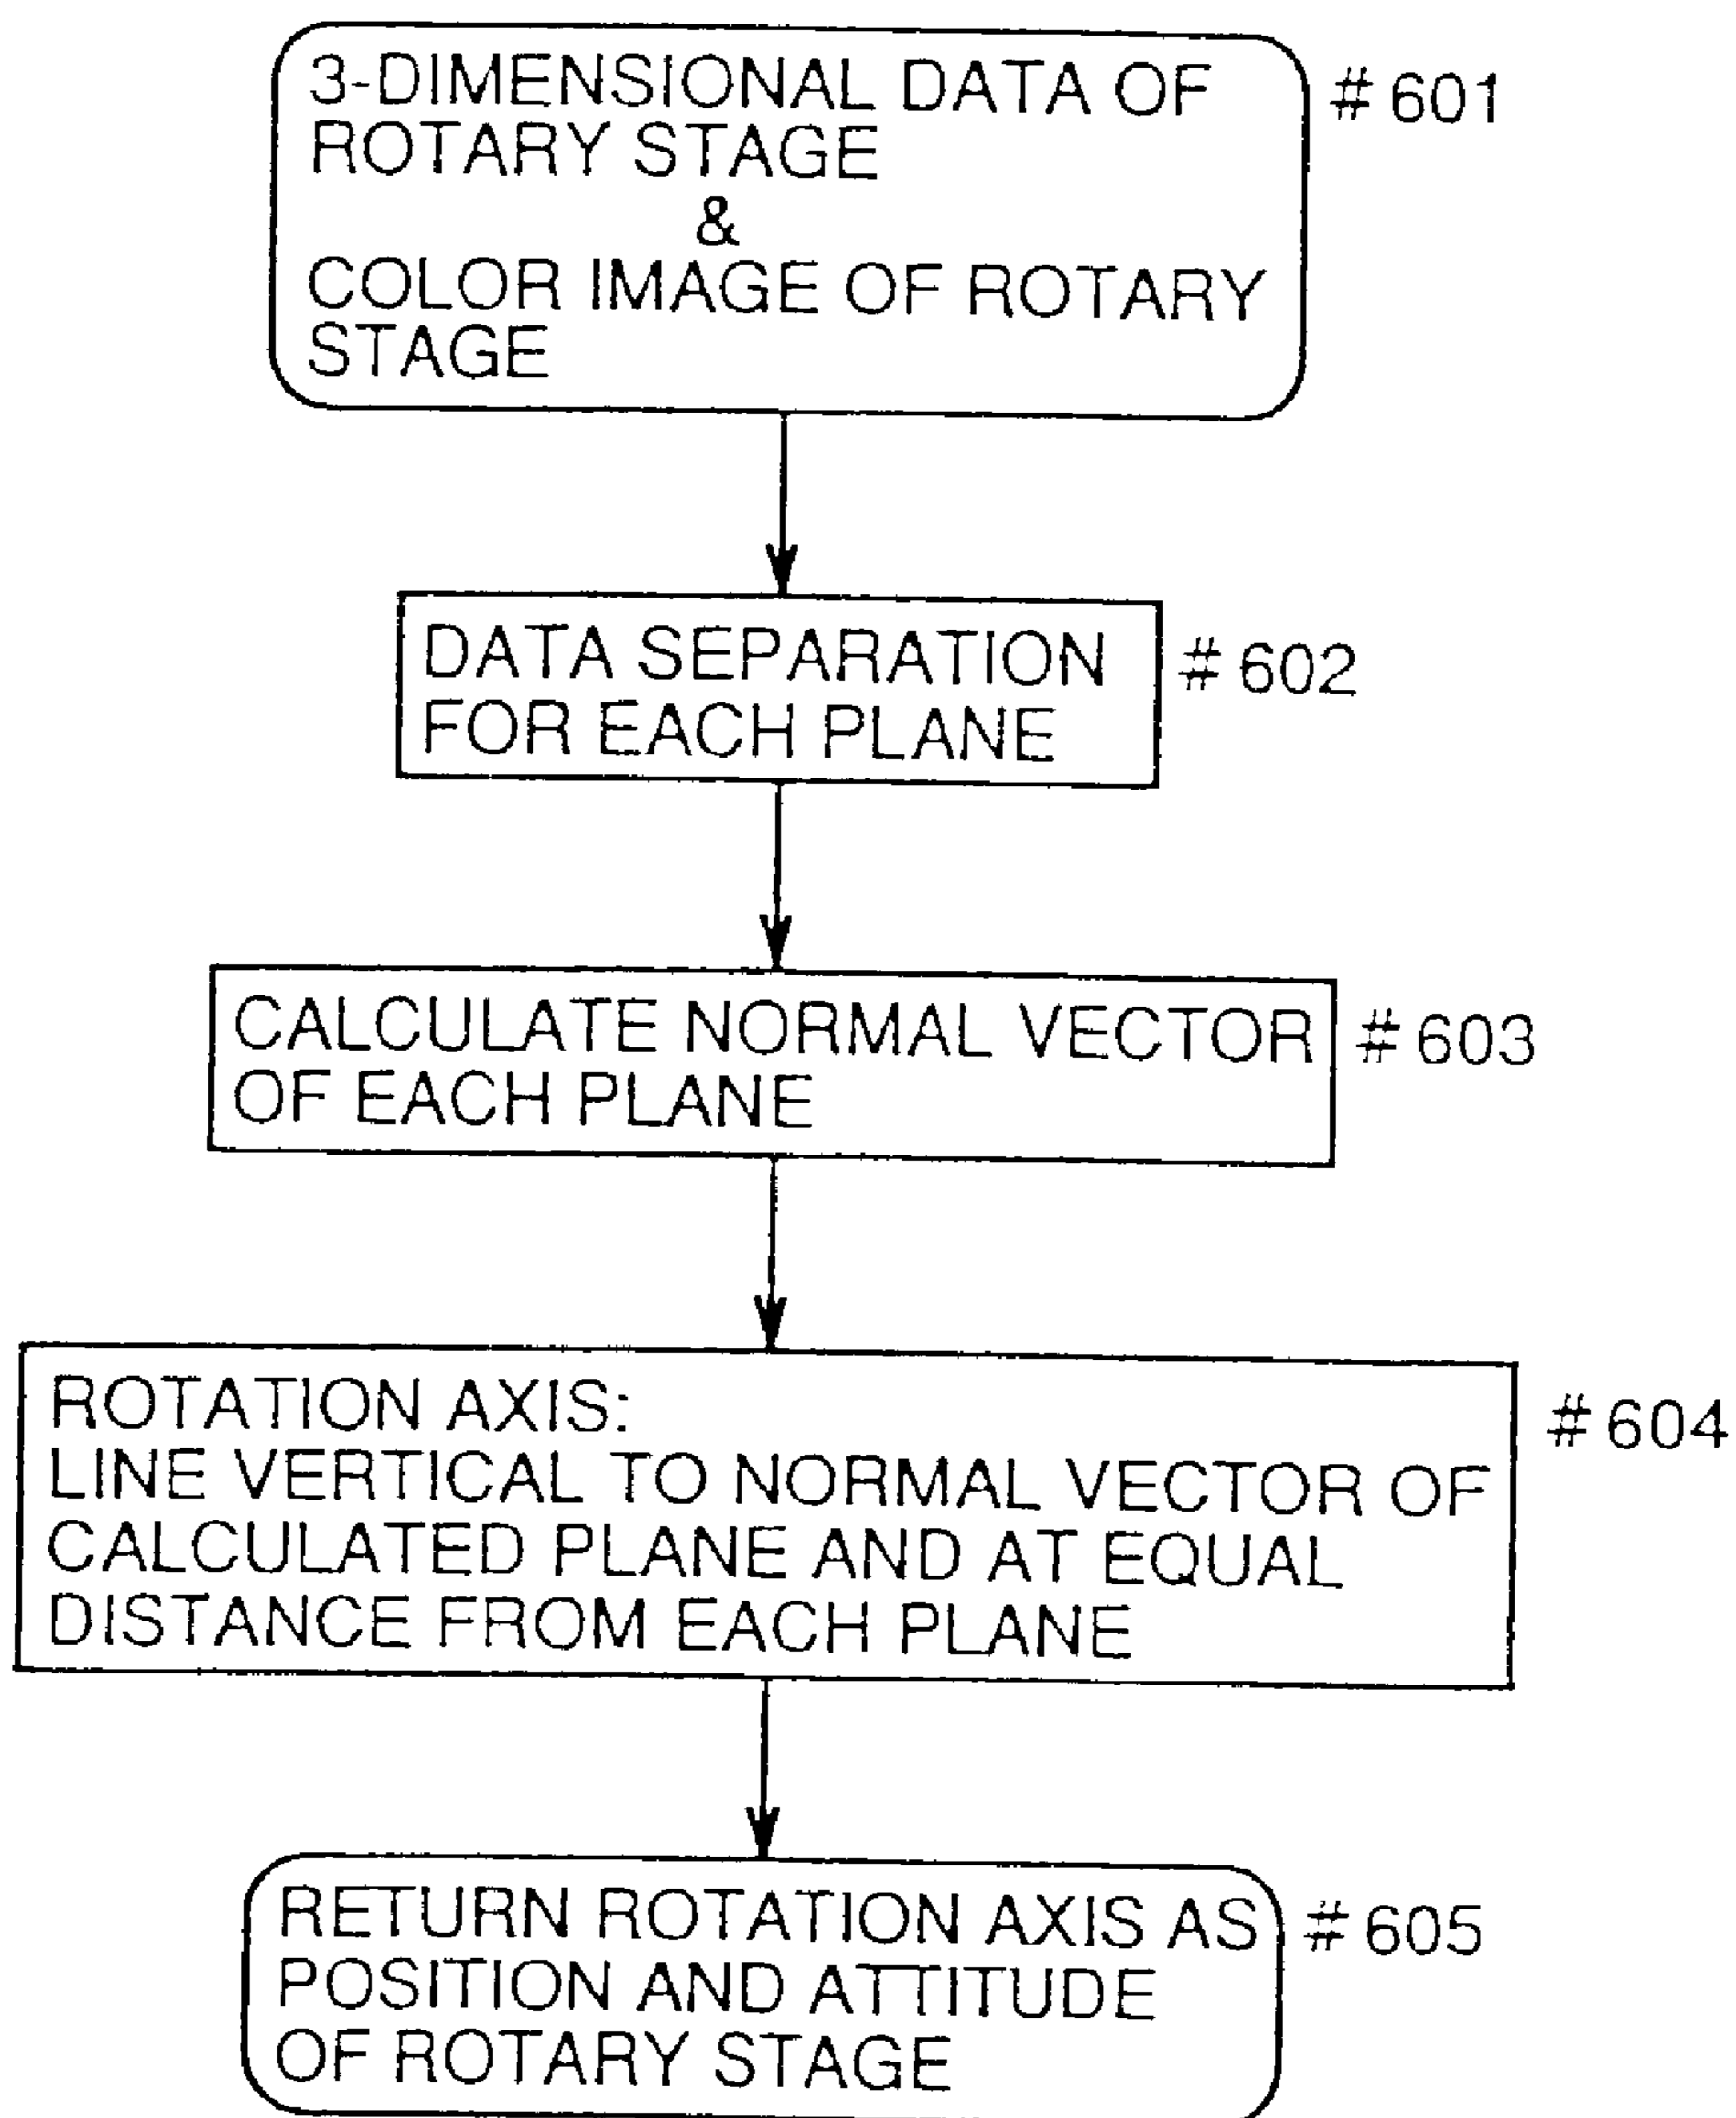 3-DIMENSIONAL DATA OF
ROTARY STAGE
&
COLOR IMAGE OF ROTARY
STAGE
#601
DATA SEPARATION
FOR EACH PLANE
#602
CALCULATE NORMAL VECTOR
OF EACH PLANE
#603
ROTATION AXIS:
LINE VERTICAL TO NORMAL VECTOR OF
CALCULATED PLANE AND AT EQUAL
DISTANCE FROM EACH PLANE
#604
RETURN ROTATION AXIS AS
POSITION AND ATTITUDE
OF ROTARY STAGE
#605